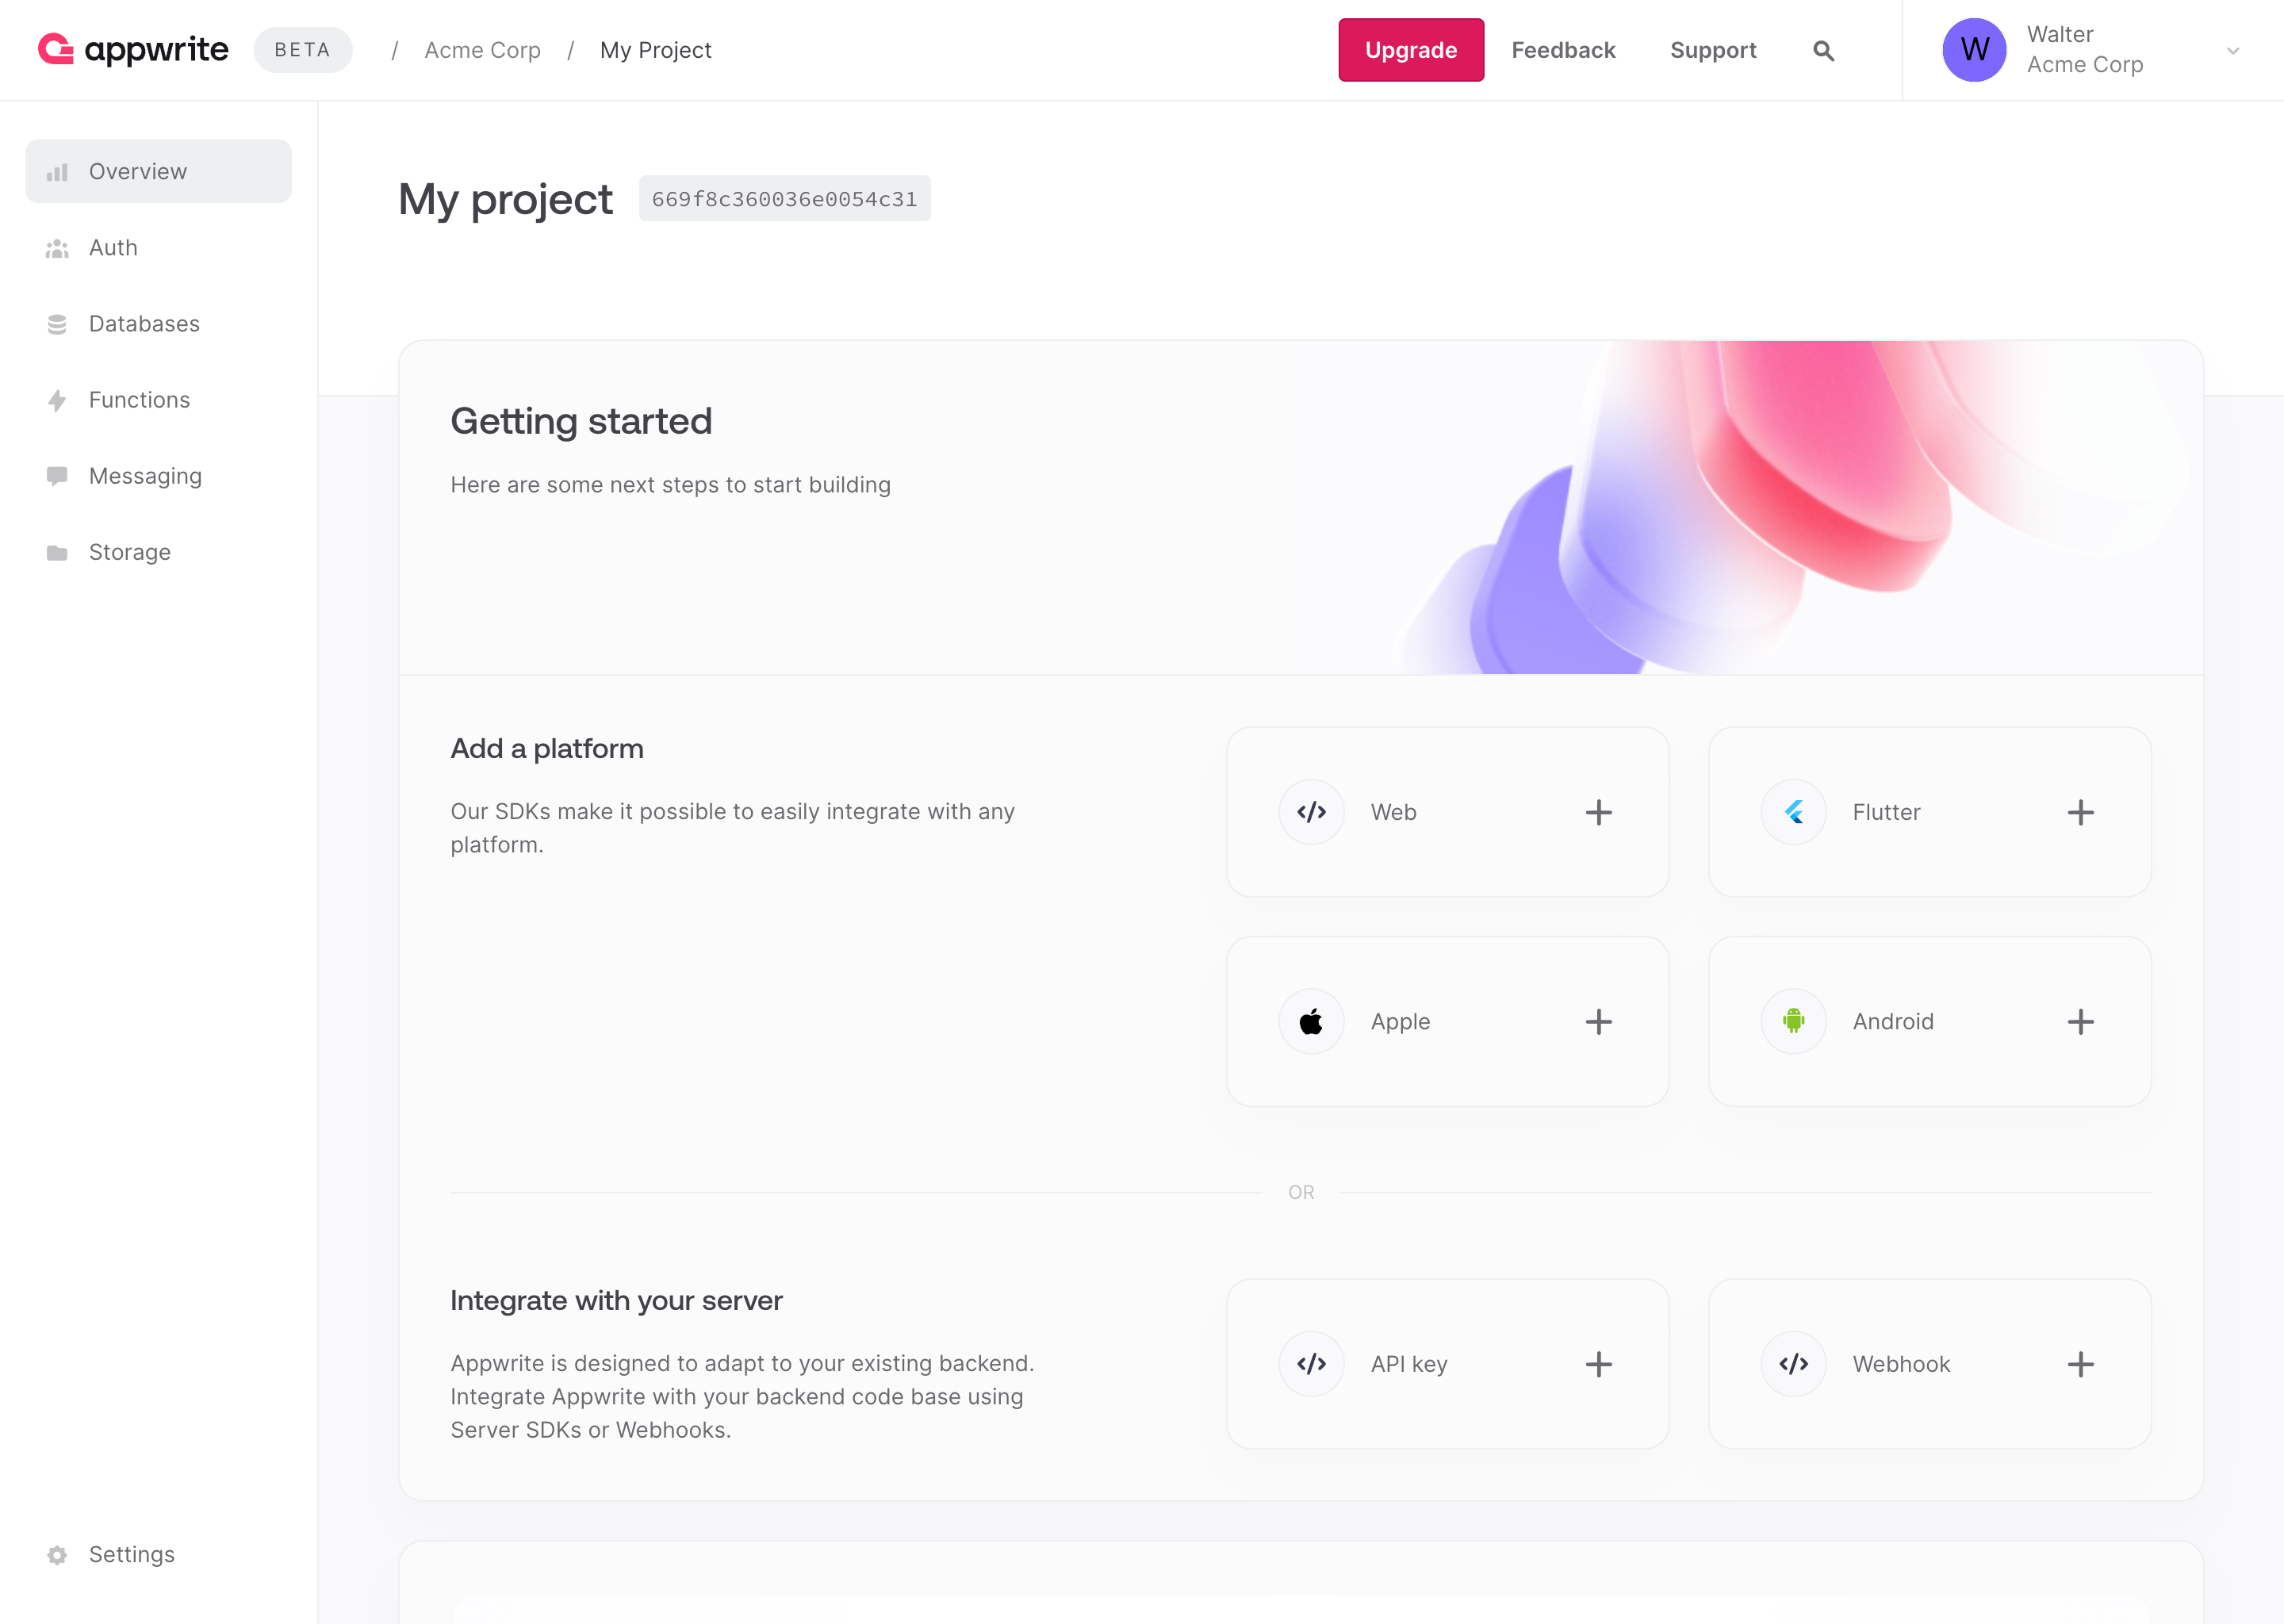 appwrite BETA / Acme Corp / My Project
Upgrade Feedback Support
W
Walter
Acme Corp
Overview
Auth
Databases
Functions
Messaging
Storage
Settings
My project 669f8c360036e0054c31
Getting started
Here are some next steps to start building
Add a platform
Our SDKs make it possible to easily integrate with any
platform.
Web
Flutter
Apple
Android
OR
Integrate with your server
Appwrite is designed to adapt to your existing backend.
Integrate Appwrite with your backend code base using
Server SDKs or Webhooks.
API key
Webhook